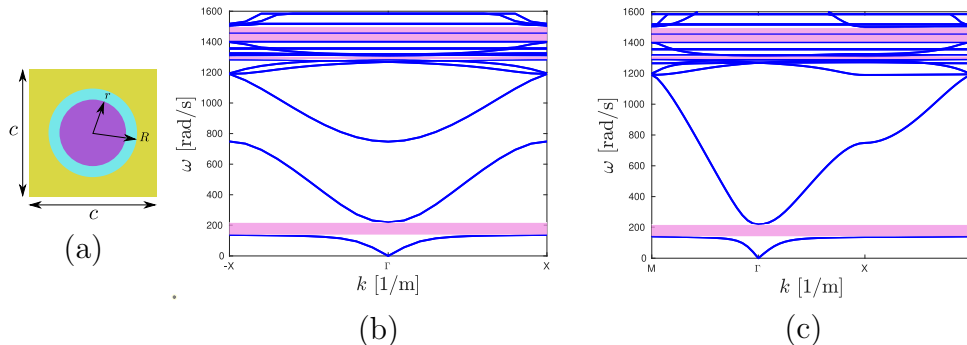 c
c
r
R
(a)
ω [rad/s]
1600
1400
1200
1000
800
600
400
200
0
-X
Γ
X
k [1/m]
(b)
ω [rad/s]
1600
1400
1200
1000
800
600
400
200
0
M
Γ
X
k [1/m]
(c)